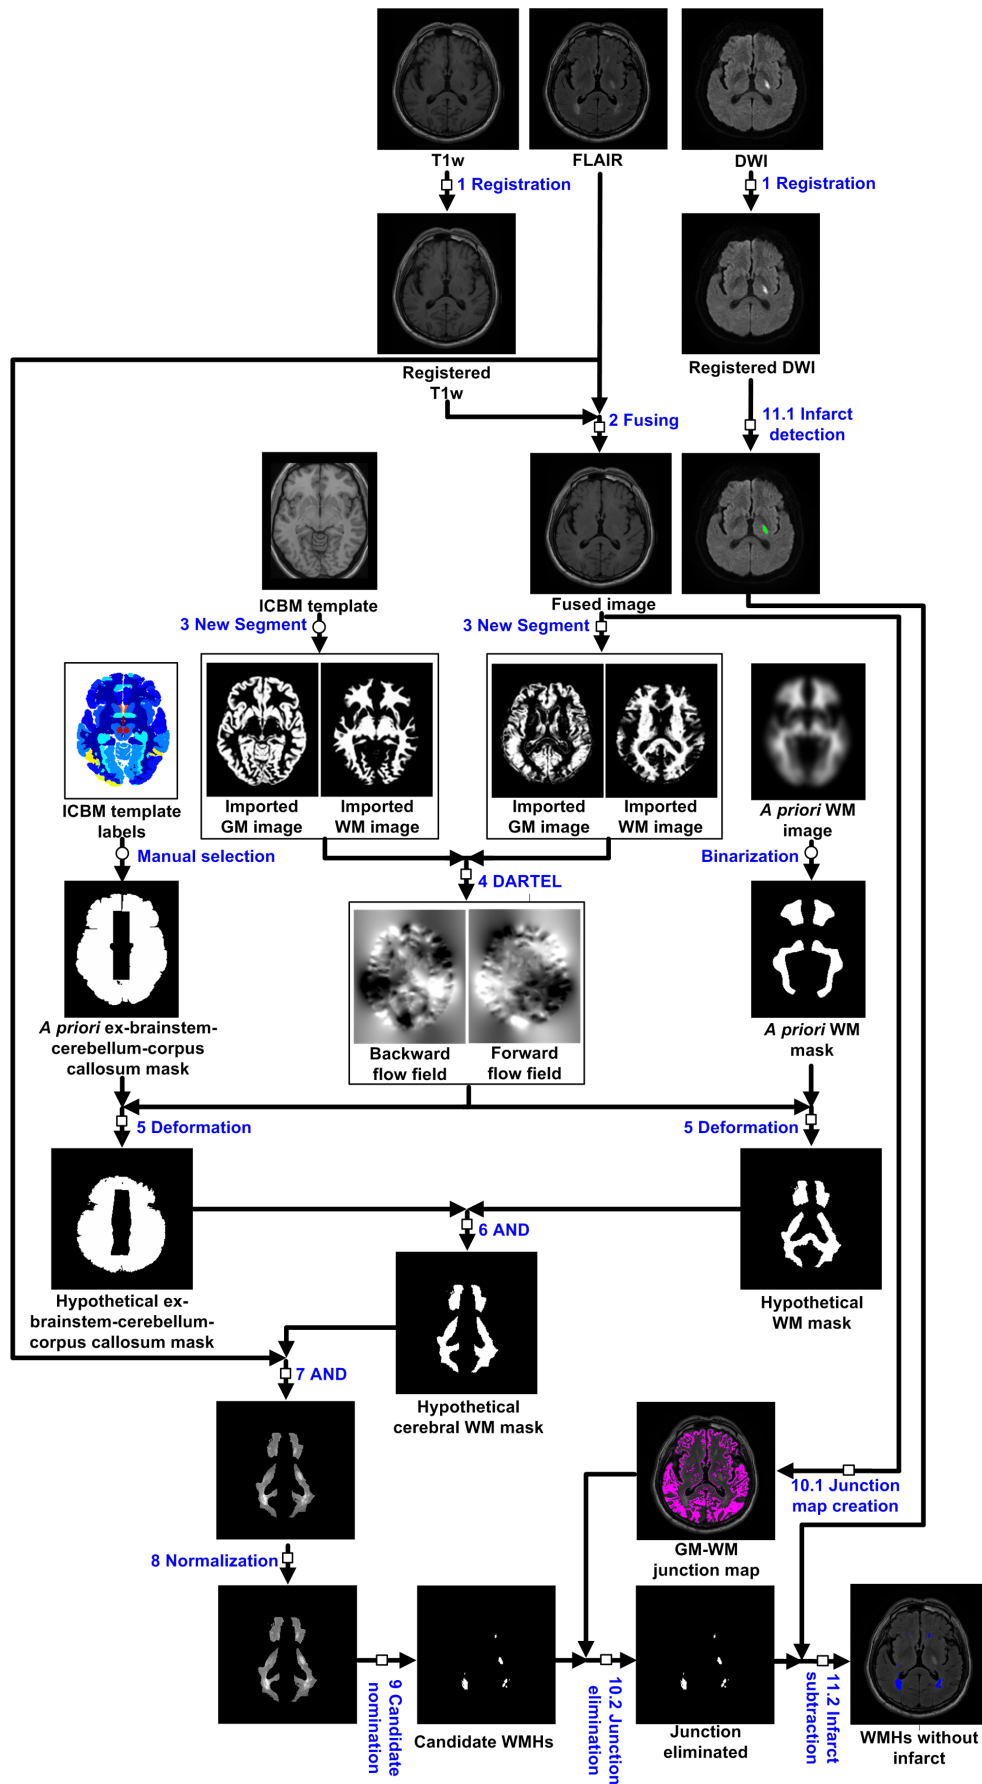 T1w
FLAIR
DWI
1 Registration
1 Registration
Registered
T1w
Registered DWI
2 Fusing
11.1 Infarct
detection
ICBM template
Fused image
3 New Segment
3 New Segment
Imported
GM image
Imported
WM image
Imported
GM image
Imported
WM image
ICBM template
labels
A priori WM
image
Manual selection
Binarization
4 DARTEL
A priori ex-brainstem-
cerebellum-corpus
callosum mask
Backward
flow field
Forward
flow field
A priori WM
mask
5 Deformation
5 Deformation
6 AND
Hypothetical ex-
brainstem-cerebellum-
corpus callosum mask
Hypothetical
WM mask
7 AND
Hypothetical
cerebral WM mask
10.1 Junction
map creation
GM-WM
junction map
8 Normalization
9 Candidate
nomination
Candidate WMHs
10.2 Junction
elimination
Junction
eliminated
11.2 Infarct
subtraction
WMHs without
infarct